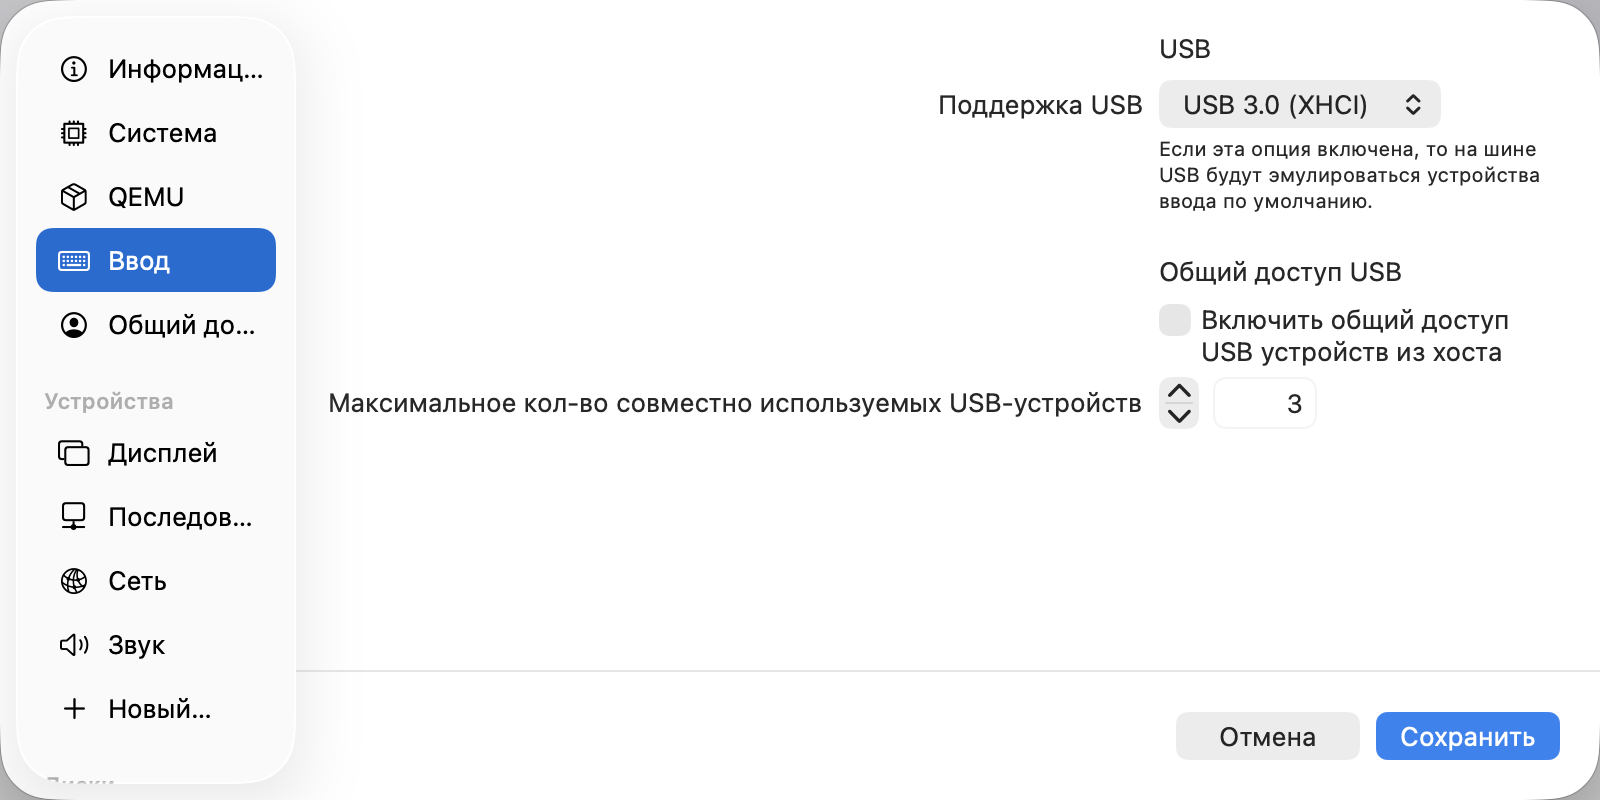 Информац...
Система
QEMU
Ввод
Общий до...
Устройства
Дисплей
Последов...
Сеть
Звук
Новый...
Диски
USB
Поддержка USB
USB 3.0 (XHCI)
Если эта опция включена, то на шине
USB будут эмулироваться устройства
ввода по умолчанию.
Общий доступ USB
Включить общий доступ
USB устройств из хоста
Максимальное кол-во совместно используемых USB-устройств
3
Отмена
Сохранить